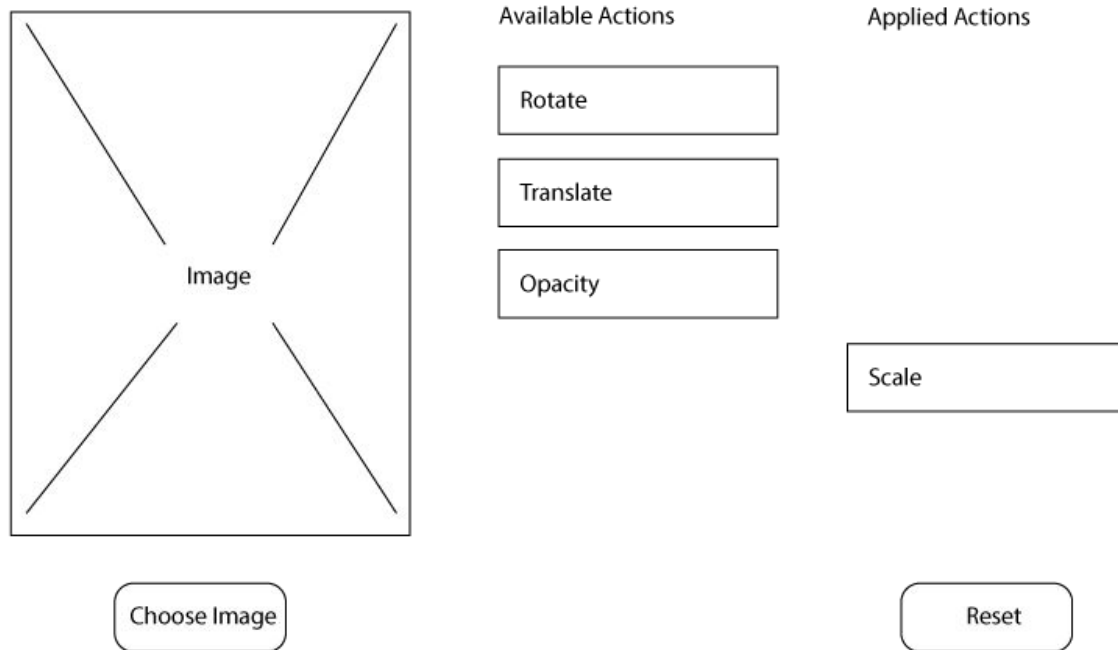 Available Actions
Applied Actions
Rotate
Translate
Image
Opacity
Scale
Choose Image
Reset